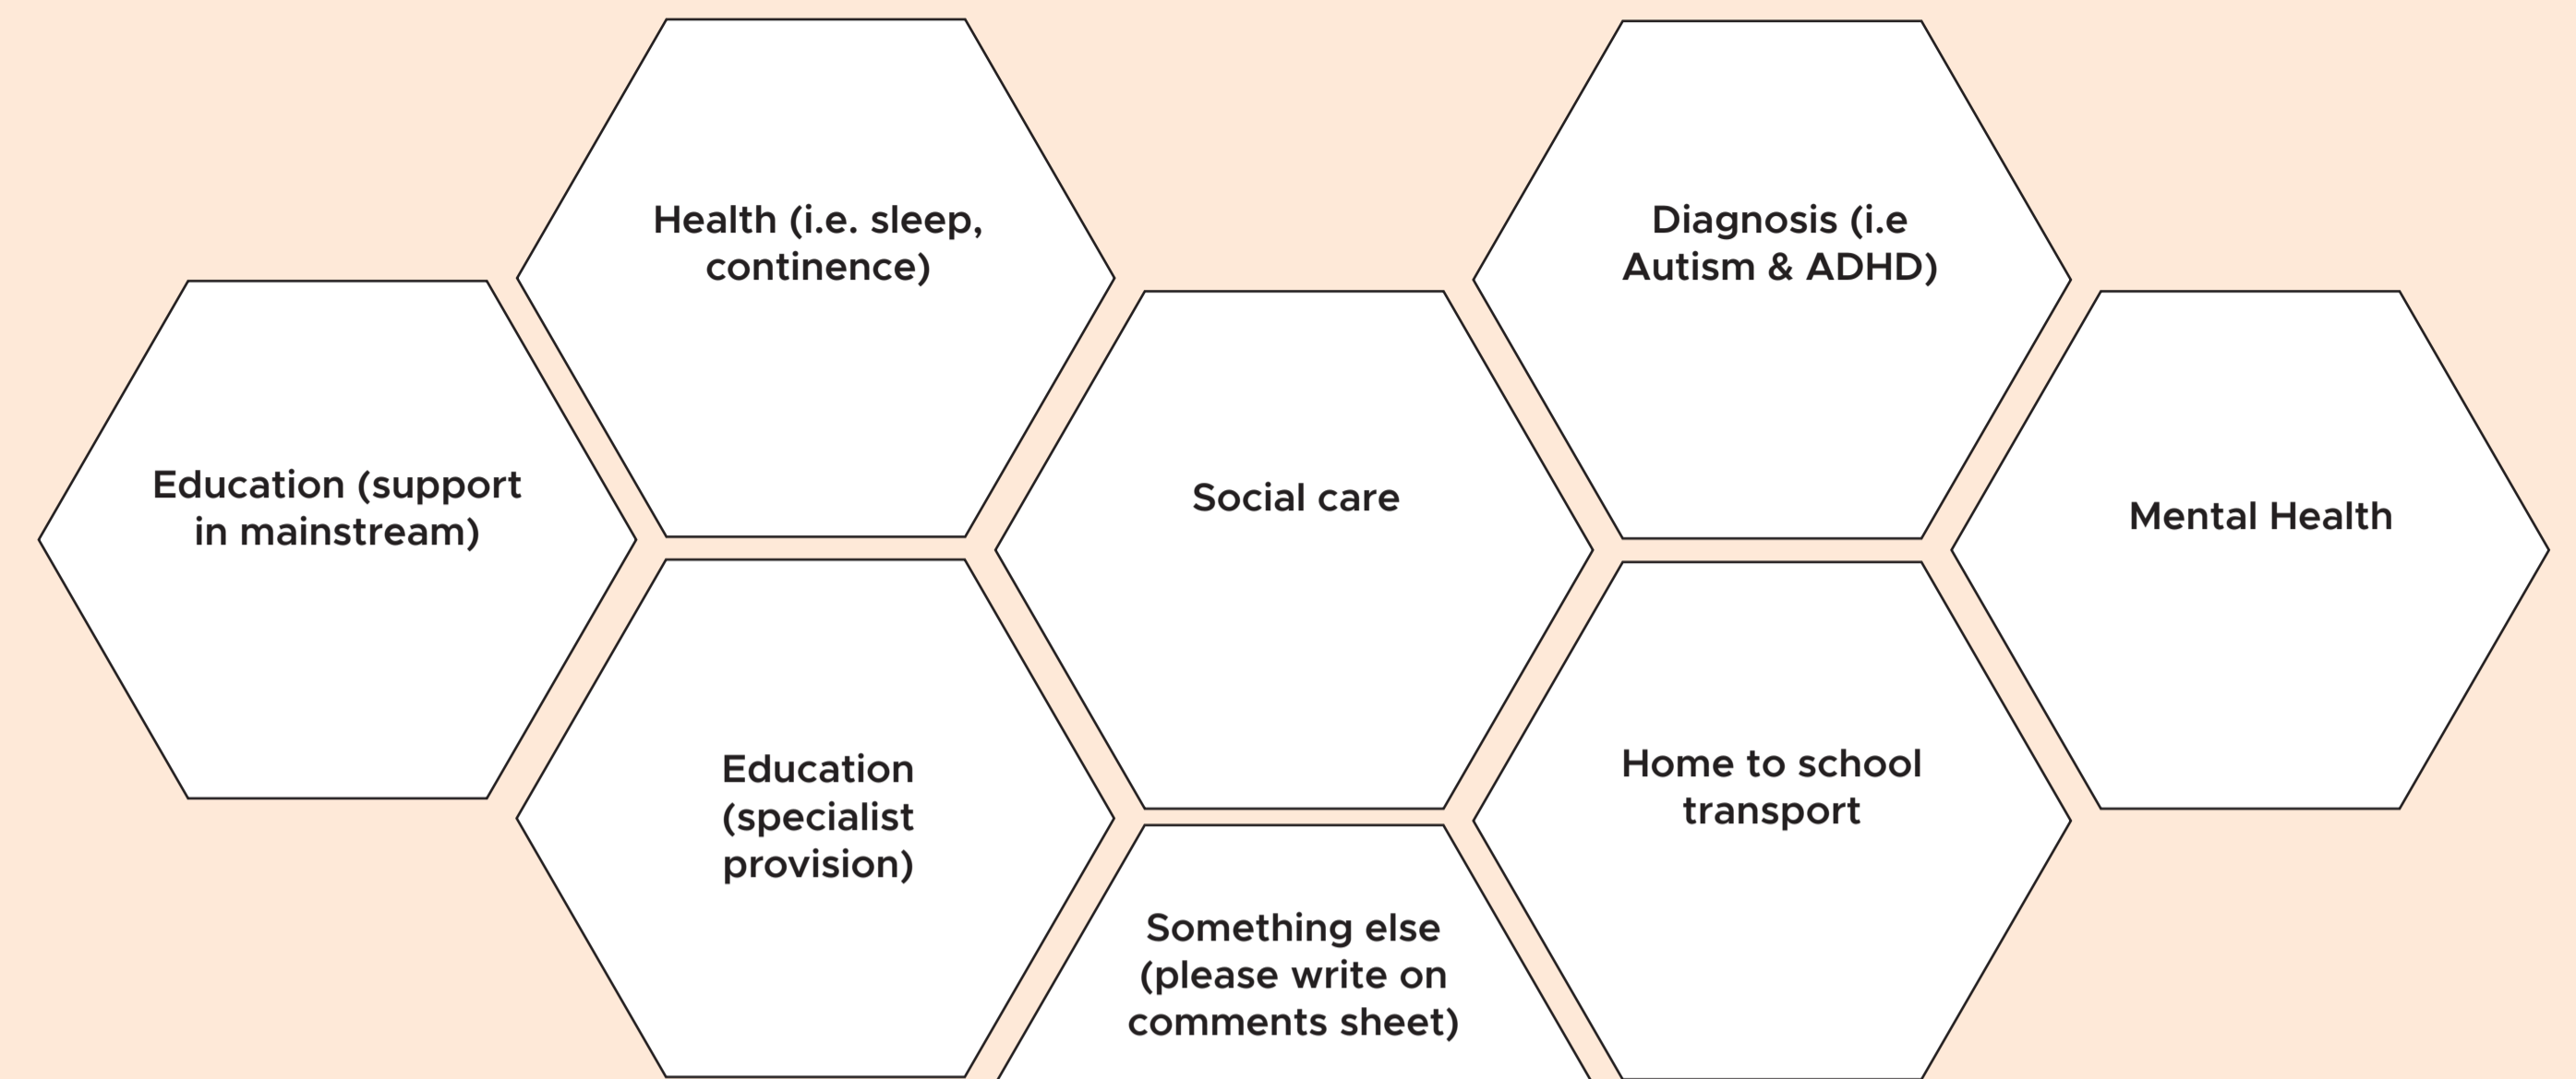 Health (i.e. sleep,
continence)
Diagnosis (i.e
Autism & ADHD)
Education (support
in mainstream)
Social care
Mental Health
Education
(specialist
provision)
Home to school
transport
Something else
(please write on
comments sheet)